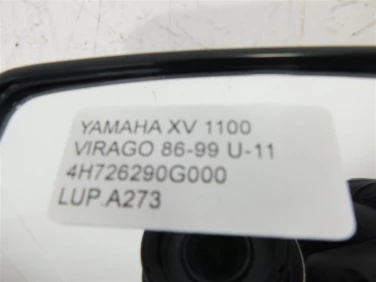 YAMAHA XV 1100
VIRAGO 86-99 U-11
4H726290G000
LUP.A273